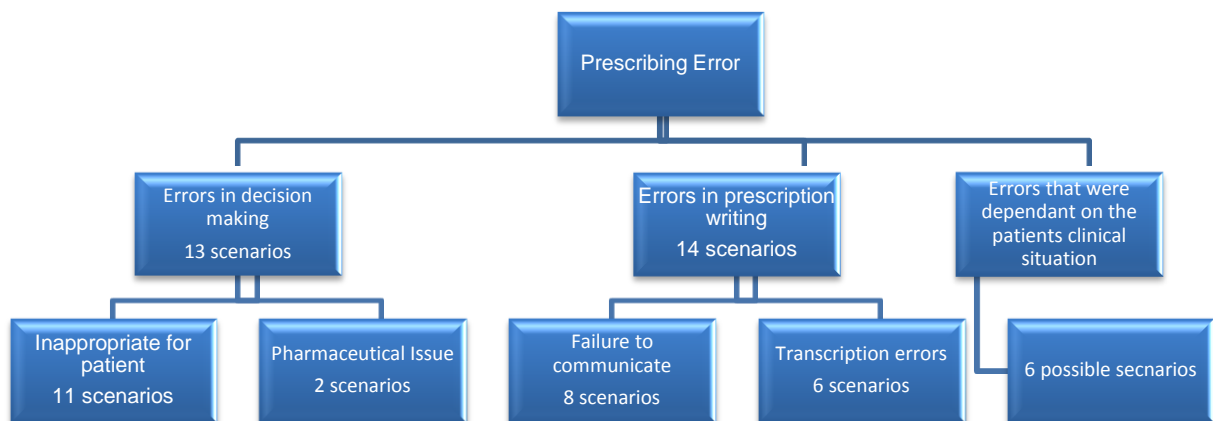 Prescribing Error
Errors in decision
making
13 scenarios
Errors in prescription
writing
14 scenarios
Errors that were
dependant on the
patients clinical
situation
Inappropriate for
patient
11 scenarios
Pharmaceutical Issue
2 scenarios
Failure to
communicate
8 scenarios
Transcription errors
6 scenarios
6 possible secnarios